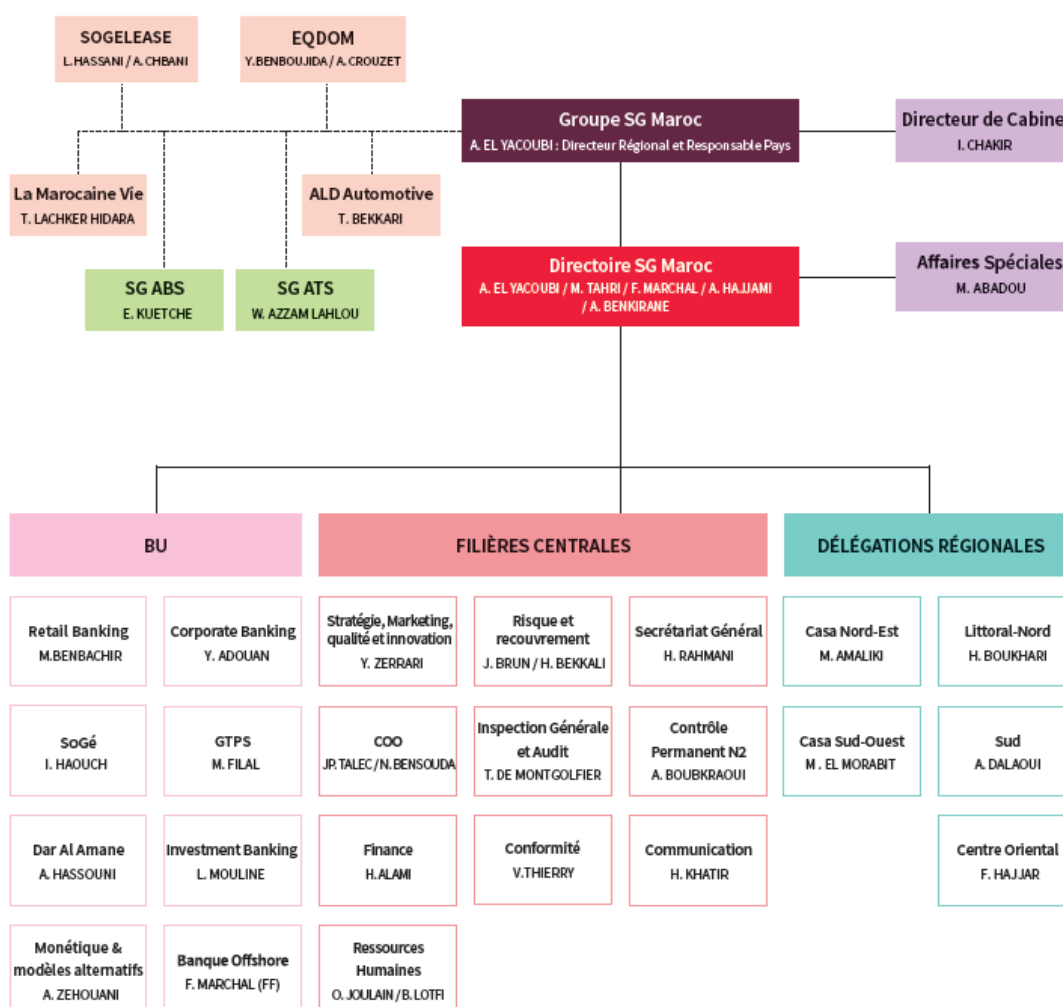 SOGELEASE
L.HASSANI / A.CHBANI
EQDOM
Y.BENBOUJIDA / A.CROUZET
Groupe SG Maroc
A. EL YACOUBI : Directeur Régional et Responsable Pays
Directeur de Cabine
I. CHAKIR
La Marocaine Vie
T. LACHKER HIDARA
ALD Automotive
T. BEKKARI
SG ABS
E. KUETCHE
SG ATS
W. AZZAM LAHLOU
Directoire SG Maroc
A. EL YACOUBI / M. TAHRI / F. MARCHAL / A. HAJJAMI
/ A. BENKIRANE
Affaires Spéciales
M. ABADOU
BU
FILIÈRES CENTRALES
DÉLÉGATIONS RÉGIONALES
Retail Banking
M.BENBACHIR
Corporate Banking
Y. ADOUAN
Stratégie, Marketing,
qualité et innovation
Y. ZERRARI
Risque et
recouvrement
J. BRUN / H. BEKKALI
Secrétariat Général
H. RAHMANI
Casa Nord-Est
M. AMALIKI
Littoral-Nord
H. BOUKHARI
SoGé
I. HAOUCH
GTPS
M. FILAL
COO
JP. TALEC / N. BENSOUDA
Inspection Générale
et Audit
T. DE MONTGOLFIER
Contrôle
Permanent N2
A. BOUBKRAOUI
Casa Sud-Ouest
M . EL MORABIT
Sud
A. DALAOUI
Dar Al Amane
A. HASSOUNI
Investment Banking
L. MOULINE
Finance
H.ALAMI
Conformité
V.THIERRY
Communication
H. KHATIR
Centre Oriental
F. HAJJAR
Monétique &
modèles alternatifs
A. ZEHOUANI
Banque Offshore
F. MARCHAL (FF)
Ressources
Humaines
O. JOULAIN / B. LOTFI